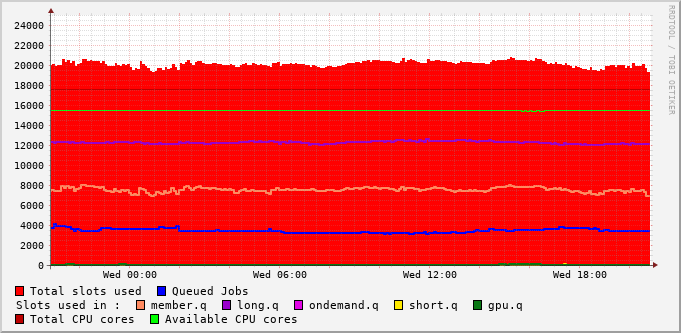 24000
22000
20000
18000
16000
14000
12000
10000
8000
6000
4000
2000
0
Wed 00:00 Wed 06:00 Wed 12:00 Wed 18:00
RRDTOOL / TOBI OETIKER
Total slots used Queued Jobs
Slots used in : member.q long.q ondemand.q short.q gpu.q
Total CPU cores Available CPU cores